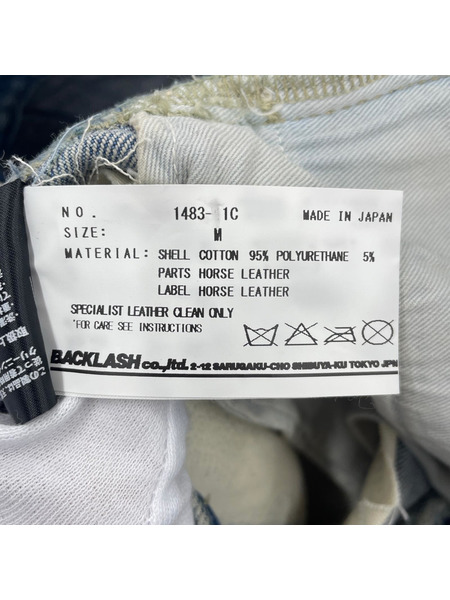 NO. 1483- 1C MADE IN JAPAN
SIZE: M
MATERIAL: SHELL COTTON 95% POLYURETHANE 5%
PARTS HORSE LEATHER
LABEL HORSE LEATHER
SPECIALIST LEATHER CLEAN ONLY
*FOR CARE SEE INSTRUCTIONS
BACKLASH co.,ltd. 2-12 SARUGAKU-CHO SHIBUYA-KU TOKYO JPN